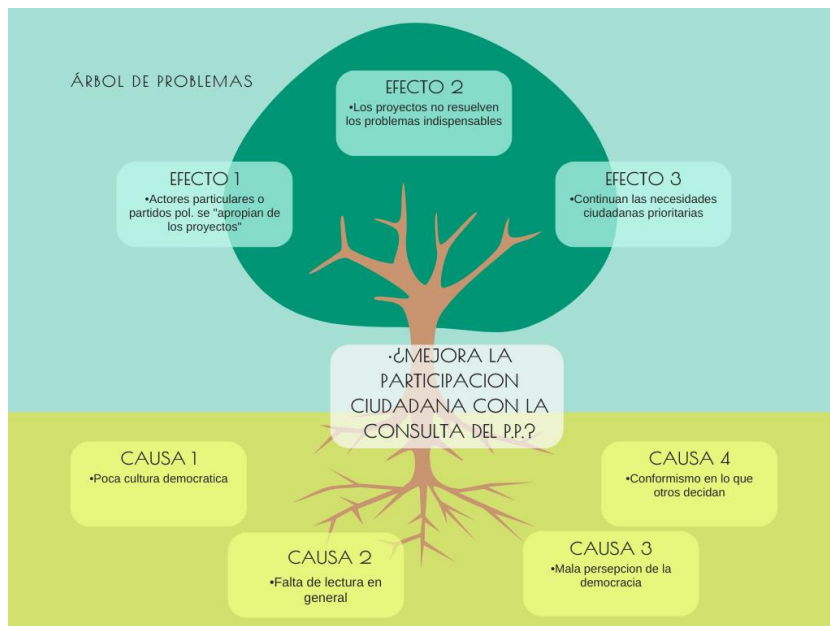 ÁRBOL DE PROBLEMAS
EFECTO 2
•Los proyectos no resuelven
los problemas indispensables
EFECTO 1
•Actores particulares o
partidos pol. se "apropian de
los proyectos"
EFECTO 3
•Continuan las necesidades
ciudadanas prioritarias
·¿MEJORA LA
PARTICIPACION
CIUDADANA CON LA
CONSULTA DEL P.P.?
CAUSA 1
•Poca cultura democratica
CAUSA 2
•Falta de lectura en
general
CAUSA 3
•Mala persepcion de la
democracia
CAUSA 4
•Conformismo en lo que
otros decidan